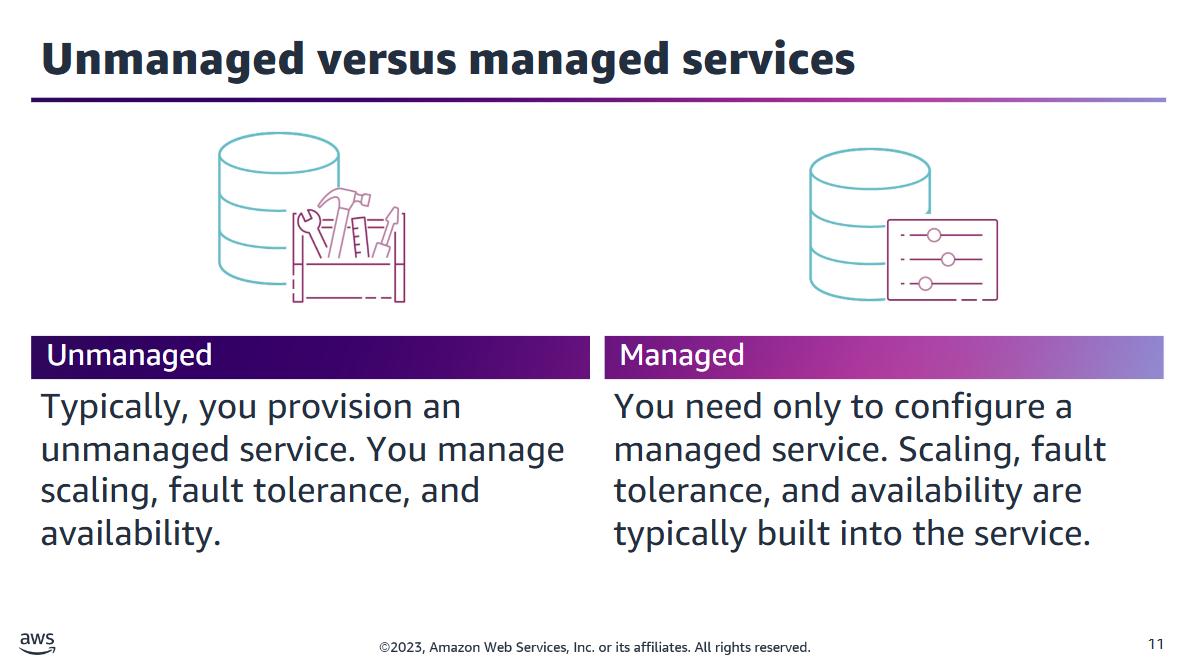 Unmanaged versus managed services
Unmanaged
Typically, you provision an
unmanaged service. You manage
scaling, fault tolerance, and
availability.
Managed
You need only to configure a
managed service. Scaling, fault
tolerance, and availability are
typically built into the service.
aws
©2023, Amazon Web Services, Inc. or its affiliates. All rights reserved.
11